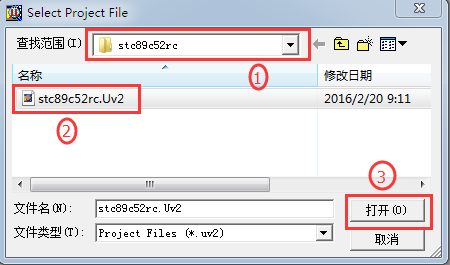 Select Project File
查找范围(I)
stc89c52rc
①
名称
修改日期
stc89c52rc.Uv2
2016/2/20 9:11
②
③
文件名(N):
stc89c52rc.Uv2
打开(O)
文件类型(T):
Project Files (*.uv2)
取消